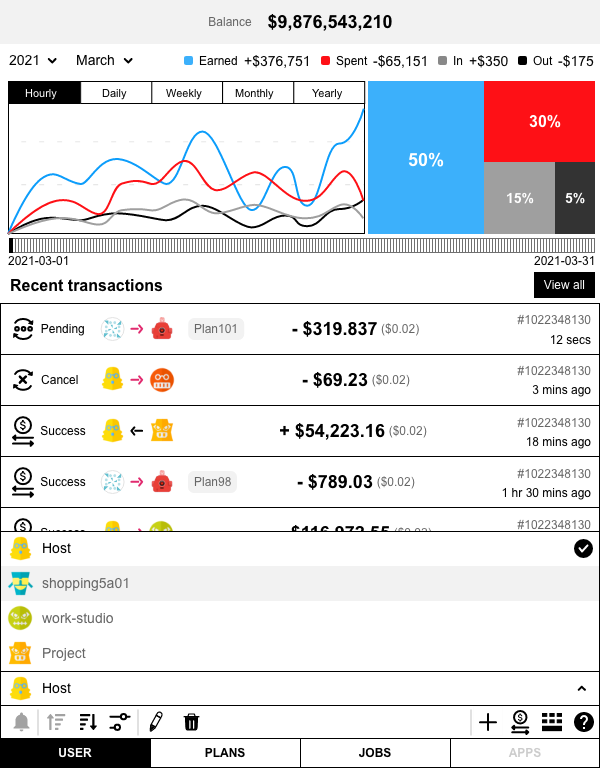 Balance $9,876,543,210
2021 March Earned +$376,751 Spent -$65,151 In +$350 Out -$175
Hourly Daily Weekly Monthly Yearly
50%
30%
15%
5%
2021-03-01 2021-03-31
Recent transactions View all
Pending Plan101 - $319.837 ($0.02) #1022348130
12 secs
Cancel - $69.23 ($0.02) #1022348130
3 mins ago
Success + $54,223.16 ($0.02) #1022348130
18 mins ago
Success Plan98 - $789.03 ($0.02) #1022348130
1 hr 30 mins ago
Success ($0.02) #1022348130
Host
shopping5a01
work-studio
Project
Host
USER PLANS JOBS APPS